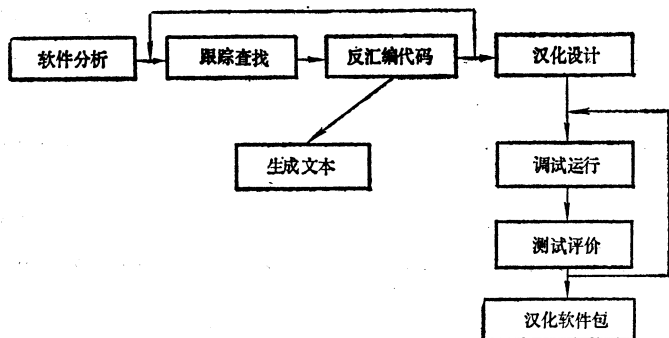 软件分析
跟踪查找
反汇编代码
汉化设计
生成文本
调试运行
测试评价
汉化软件包